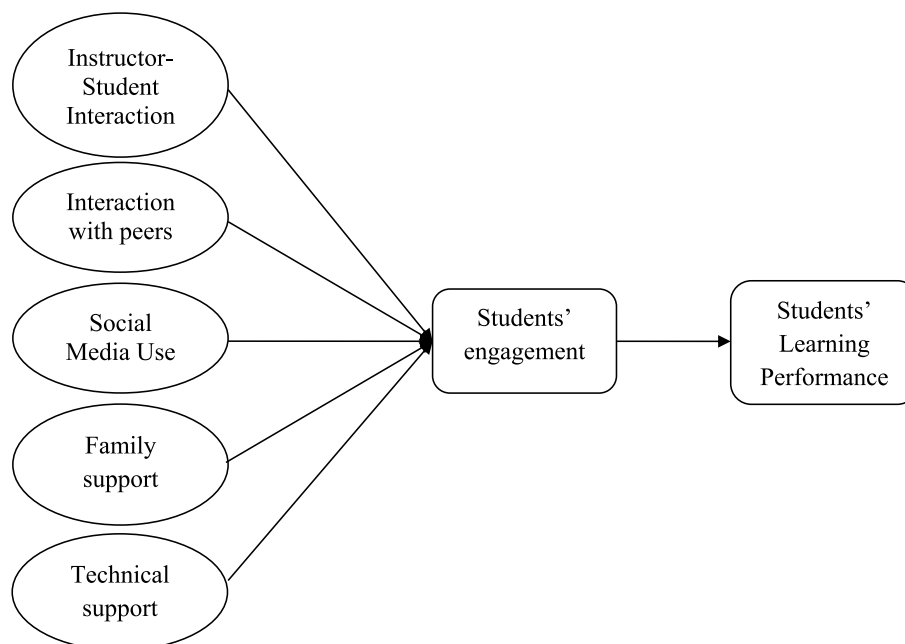 Instructor-
Student
Interaction
Interaction
with peers
Social
Media Use
Family
support
Technical
support
Students’
engagement
Students’
Learning
Performance